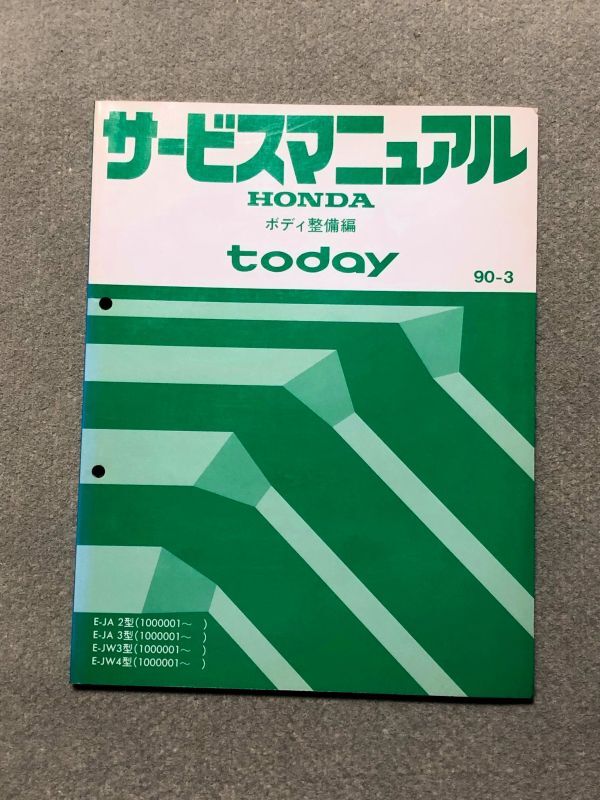 サービスマニュアル
HONDA
ボディ整備編
today
90-3
E-JA 2型(1000001～ )
E-JA 3型(1000001～ )
E-JW3型(1000001～ )
E-JW4型(1000001～ )